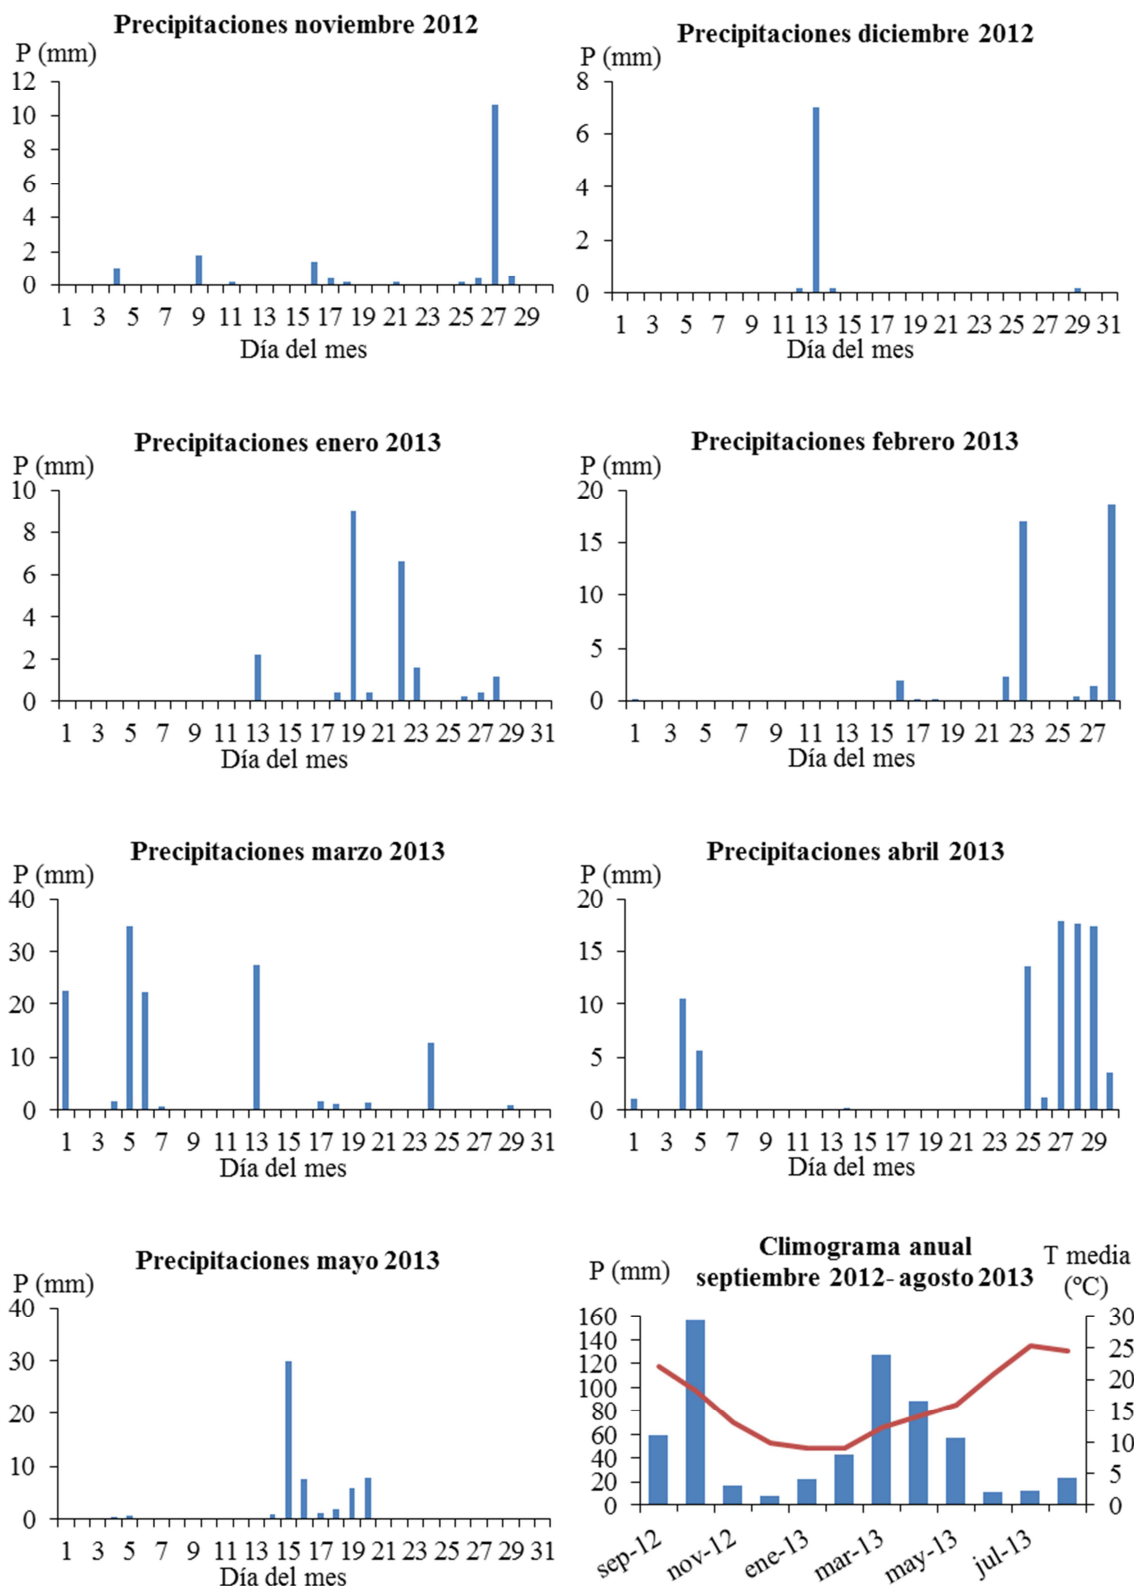 Precipitaciones noviembre 2012
P (mm)
12
10
8
6
4
2
0
1 3 5 7 9 11 13 15 17 19 21 23 25 27 29
Día del mes
Precipitaciones diciembre 2012
P (mm)
8
6
4
2
0
1 3 5 7 9 11 13 15 17 19 21 23 25 27 29 31
Día del mes
Precipitaciones enero 2013
P (mm)
10
8
6
4
2
0
1 3 5 7 9 11 13 15 17 19 21 23 25 27 29 31
Día del mes
Precipitaciones febrero 2013
P (mm)
20
15
10
5
0
1 3 5 7 9 11 13 15 17 19 21 23 25 27
Día del mes
Precipitaciones marzo 2013
P (mm)
40
30
20
10
0
1 3 5 7 9 11 13 15 17 19 21 23 25 27 29 31
Día del mes
Precipitaciones abril 2013
P (mm)
20
15
10
5
0
1 3 5 7 9 11 13 15 17 19 21 23 25 27 29
Día del mes
Precipitaciones mayo 2013
P (mm)
40
30
20
10
0
1 3 5 7 9 11 13 15 17 19 21 23 25 27 29 31
Día del mes
Climograma anual
septiembre 2012- agosto 2013
P (mm)
T media
(ºC)
160
140
120
100
80
60
40
20
0
30
25
20
15
10
5
0
sep-12 nov-12 ene-13 mar-13 may-13 jul-13